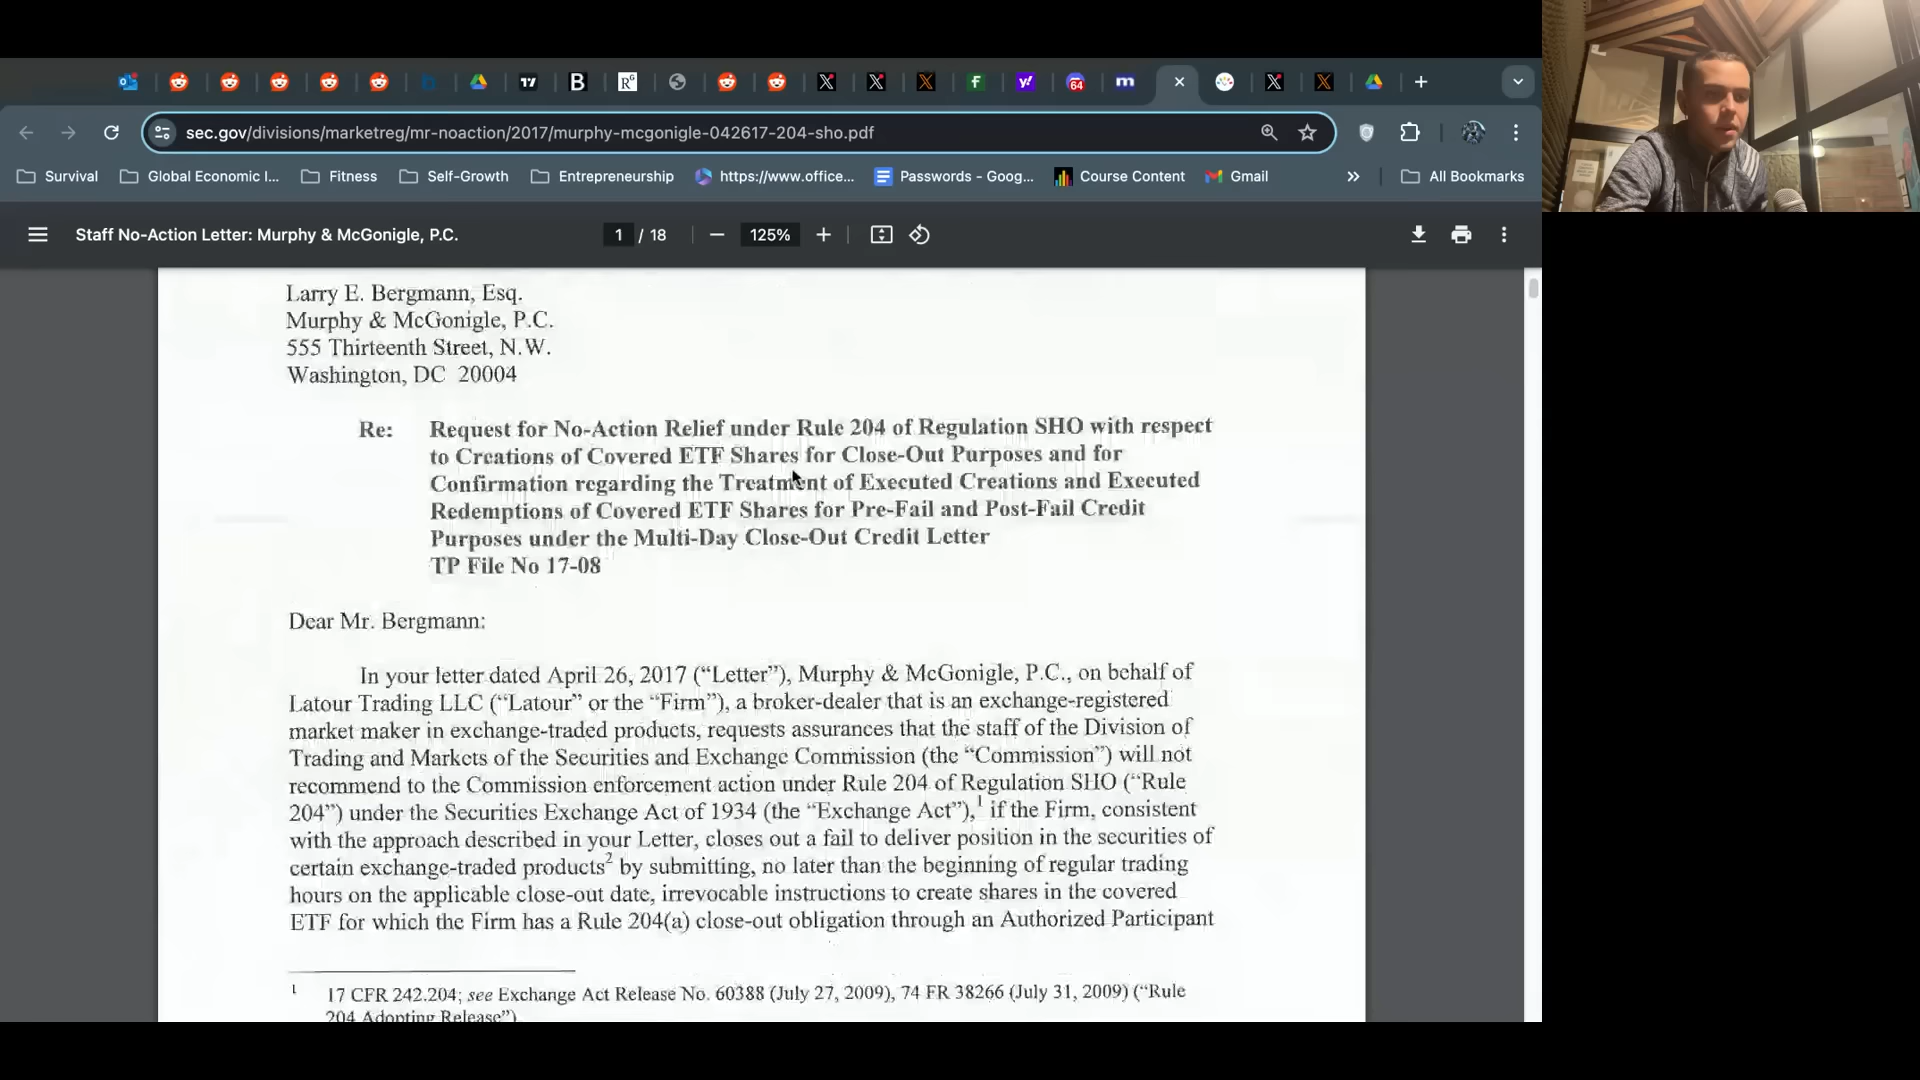 sec.gov/divisions/marketreg/mr-noaction/2017/murphy-mcgonigle-042617-204-sho.pdf
Survival Global Economic I... Fitness Self-Growth Entrepreneurship https://www.office... Passwords - Goog... Course Content Gmail » All Bookmarks
Staff No-Action Letter: Murphy & McGonigle, P.C. 1 / 18 − 125% +
Larry E. Bergmann, Esq.
Murphy & McGonigle, P.C.
555 Thirteenth Street, N.W.
Washington, DC 20004
Re: Request for No-Action Relief under Rule 204 of Regulation SHO with respect
to Creations of Covered ETF Shares for Close-Out Purposes and for
Confirmation regarding the Treatment of Executed Creations and Executed
Redemptions of Covered ETF Shares for Pre-Fail and Post-Fail Credit
Purposes under the Multi-Day Close-Out Credit Letter
TP File No 17-08
Dear Mr. Bergmann:
In your letter dated April 26, 2017 (“Letter”), Murphy & McGonigle, P.C., on behalf of
Latour Trading LLC (“Latour” or the “Firm”), a broker-dealer that is an exchange-registered
market maker in exchange-traded products, requests assurances that the staff of the Division of
Trading and Markets of the Securities and Exchange Commission (the “Commission”) will not
recommend to the Commission enforcement action under Rule 204 of Regulation SHO (“Rule
204”) under the Securities Exchange Act of 1934 (the “Exchange Act”),1 if the Firm, consistent
with the approach described in your Letter, closes out a fail to deliver position in the securities of
certain exchange-traded products2 by submitting, no later than the beginning of regular trading
hours on the applicable close-out date, irrevocable instructions to create shares in the covered
ETF for which the Firm has a Rule 204(a) close-out obligation through an Authorized Participant
1 17 CFR 242.204; see Exchange Act Release No. 60388 (July 27, 2009), 74 FR 38266 (July 31, 2009) (“Rule
204 Adopting Release”).